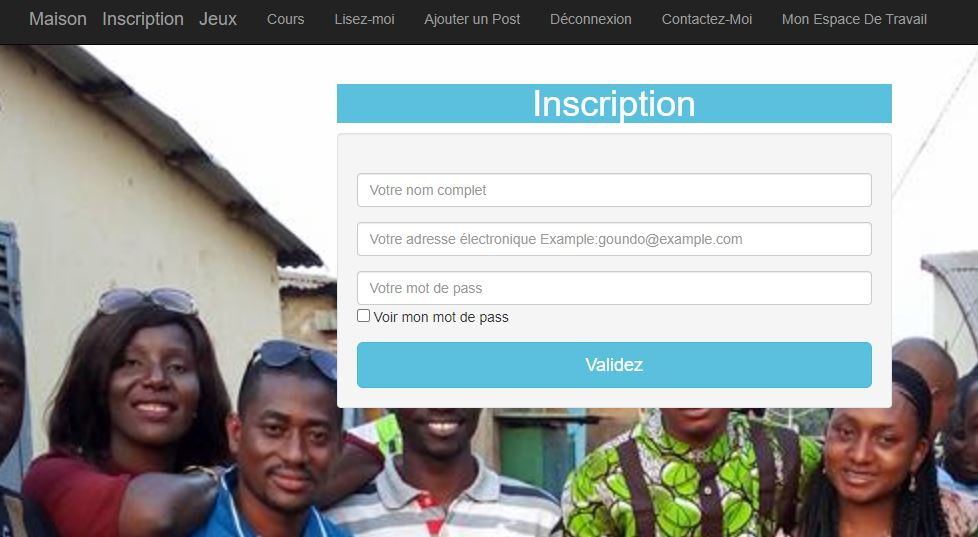 Maison Inscription Jeux Cours Lisez-moi Ajouter un Post Déconnexion Contactez-Moi Mon Espace De Travail
Inscription
Votre nom complet
Votre adresse électronique Example:goundo@example.com
Votre mot de pass
Voir mon mot de pass
Validez